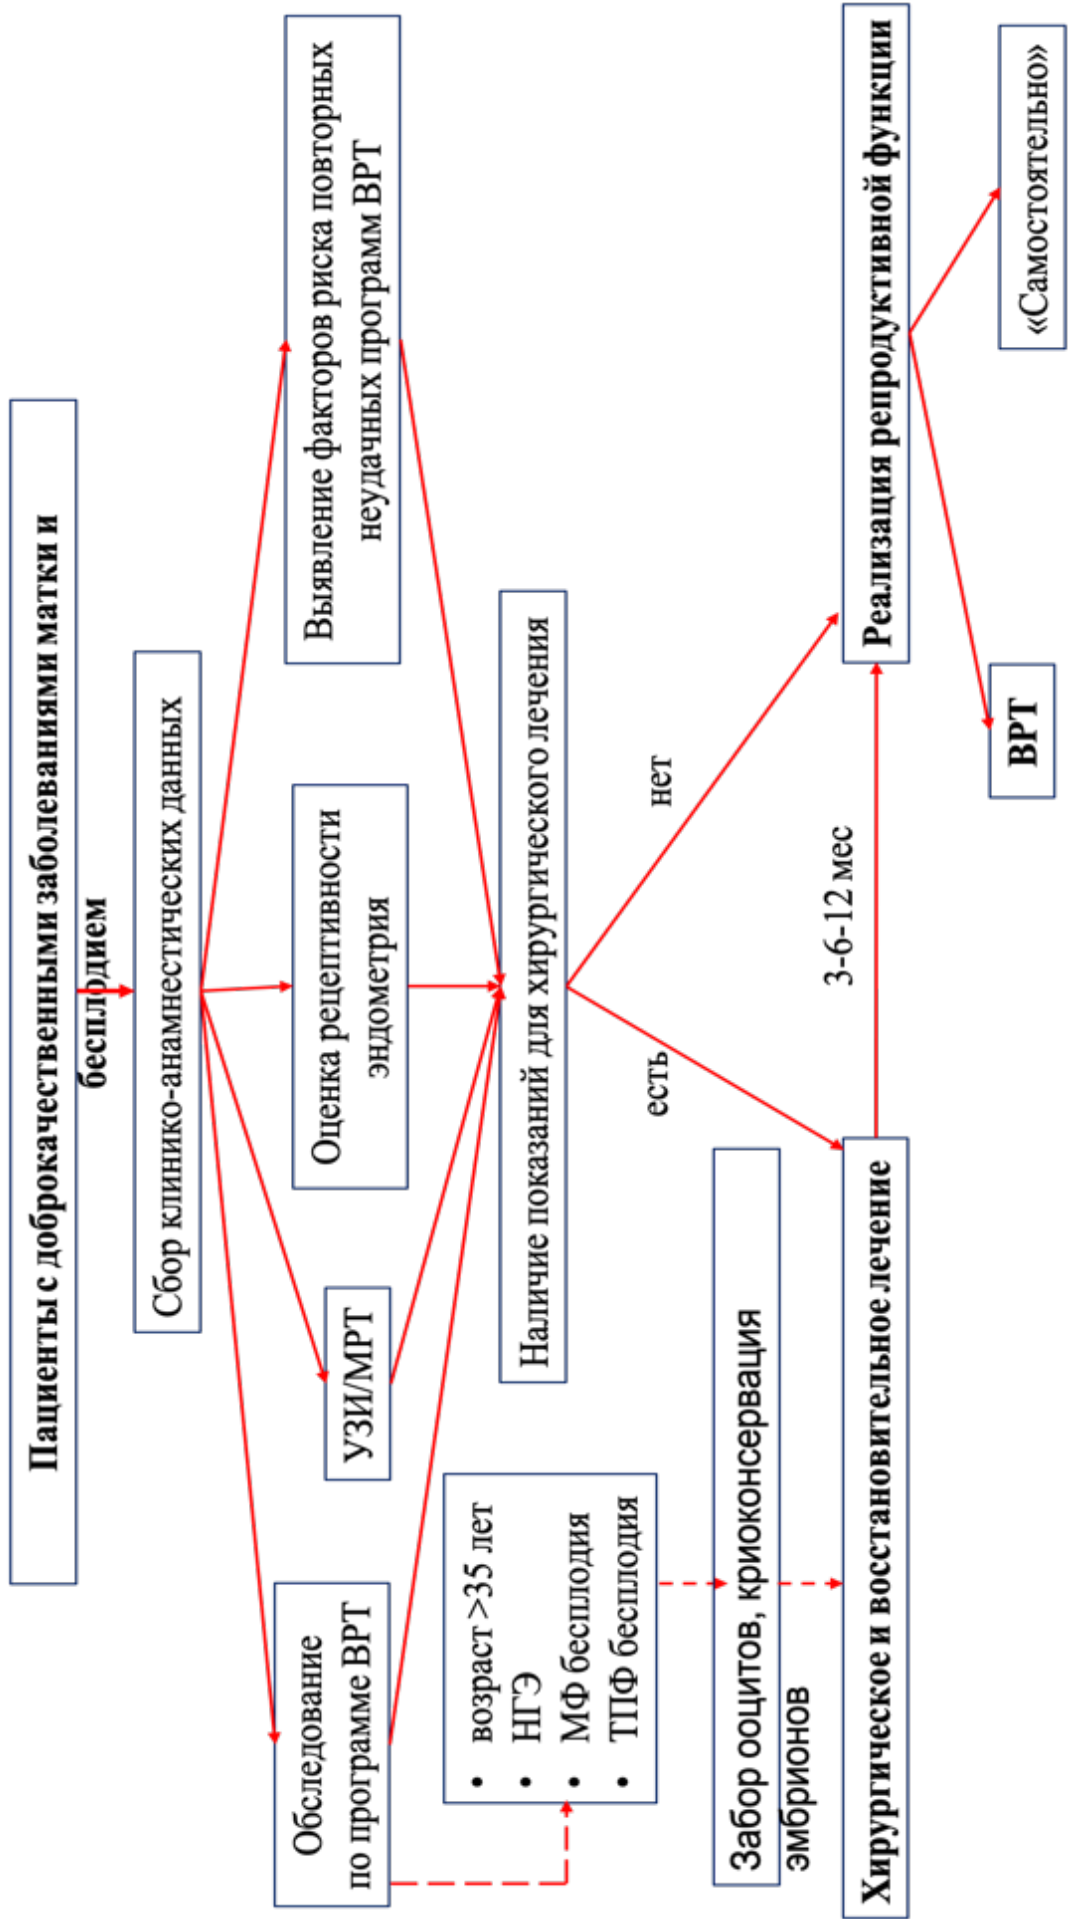 Пациенты с доброкачественными заболеваниями матки и
бесплодием
Сбор клинико-анамнестических данных
Обследование
по программе ВРТ
УЗИ/МРТ
Оценка рецептивности
эндометрия
Выявление факторов риска повторных
неудачных программ ВРТ
• возраст >35 лет
• НГЭ
• МФ бесплодия
• ТПФ бесплодия
Наличие показаний для хирургического лечения
есть
нет
Забор ооцитов, криоконсервация
эмбрионов
Хирургическое и восстановительное лечение
3-6-12 мес
Реализация репродуктивной функции
ВРТ
«Самостоятельно»